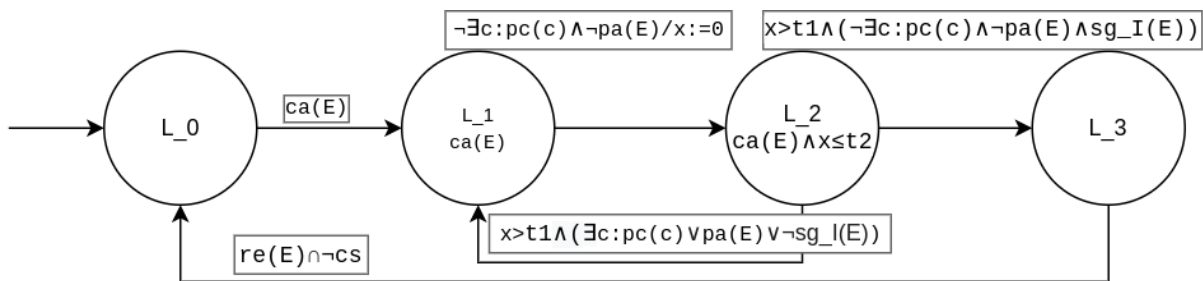 ¬∃c:pc(c)∧¬pa(E)/x:=0
x>t1∧(¬∃c:pc(c)∧¬pa(E)∧sg_I(E))
ca(E)
L_0
L_1
ca(E)
L_2
ca(E)∧x≤t2
L_3
x>t1∧(∃c:pc(c)∨pa(E)∨¬sg_I(E))
re(E)∩¬cs